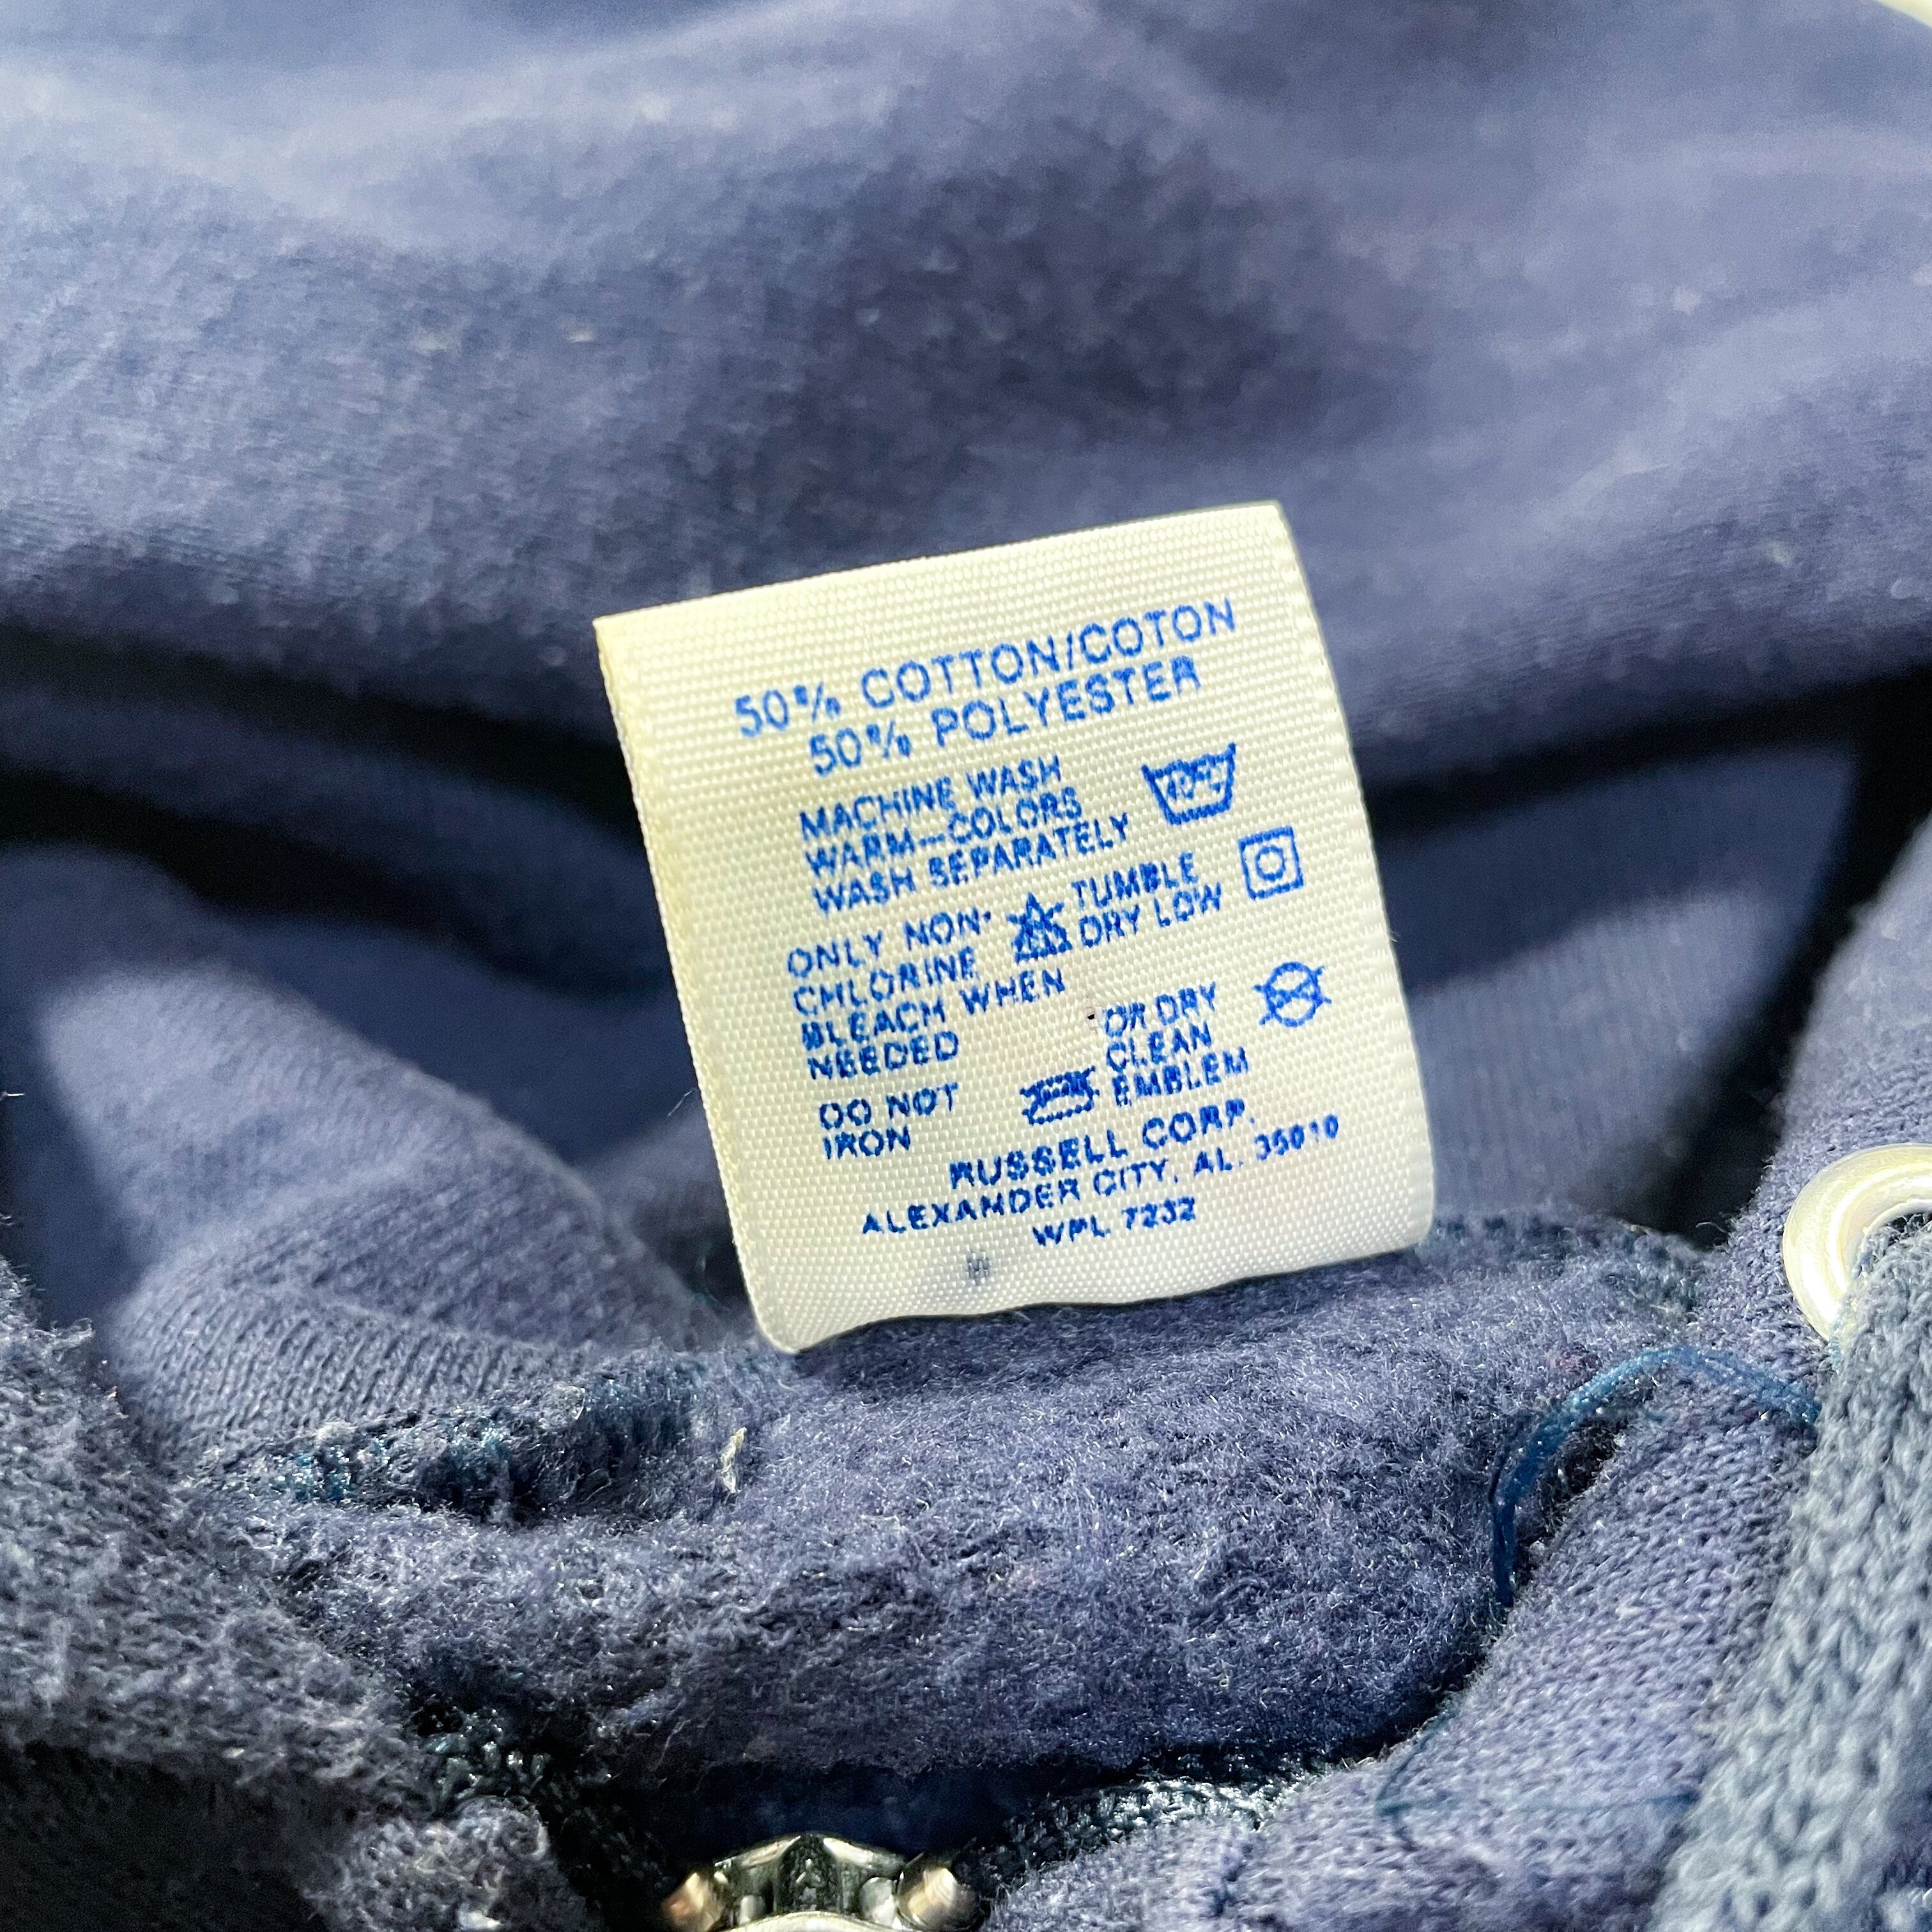 50% COTTON/COTON
50% POLYESTER
MACHINE WASH
WARM—COLORS
WASH SEPARATELY
40°C
ONLY NON-
CHLORINE
BLEACH WHEN
NEEDED
TUMBLE
DRY LOW
DO NOT
IRON
OR DRY
CLEAN
EMBLEM
RUSSELL CORP.
ALEXANDER CITY, AL. 35010
WPL 7232